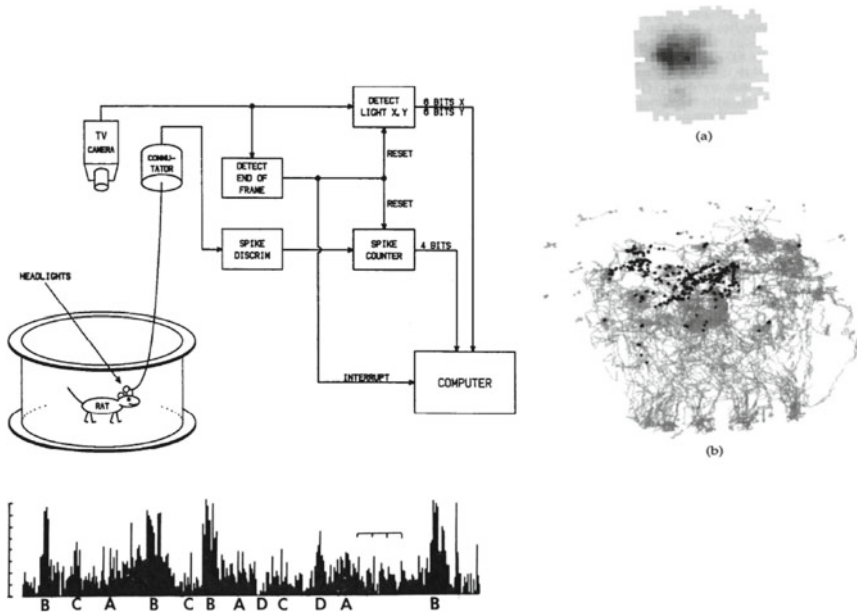 TV
CAMERA
COMMU-
TATOR
DETECT
LIGHT X,Y
6 BITS X
6 BITS Y
DETECT
END OF
FRAME
RESET
RESET
SPIKE
DISCRIM
SPIKE
COUNTER
4 BITS
HEADLIGHTS
RAT
INTERRUPT
COMPUTER
(a)
(b)
B C A B C B A D C D A B